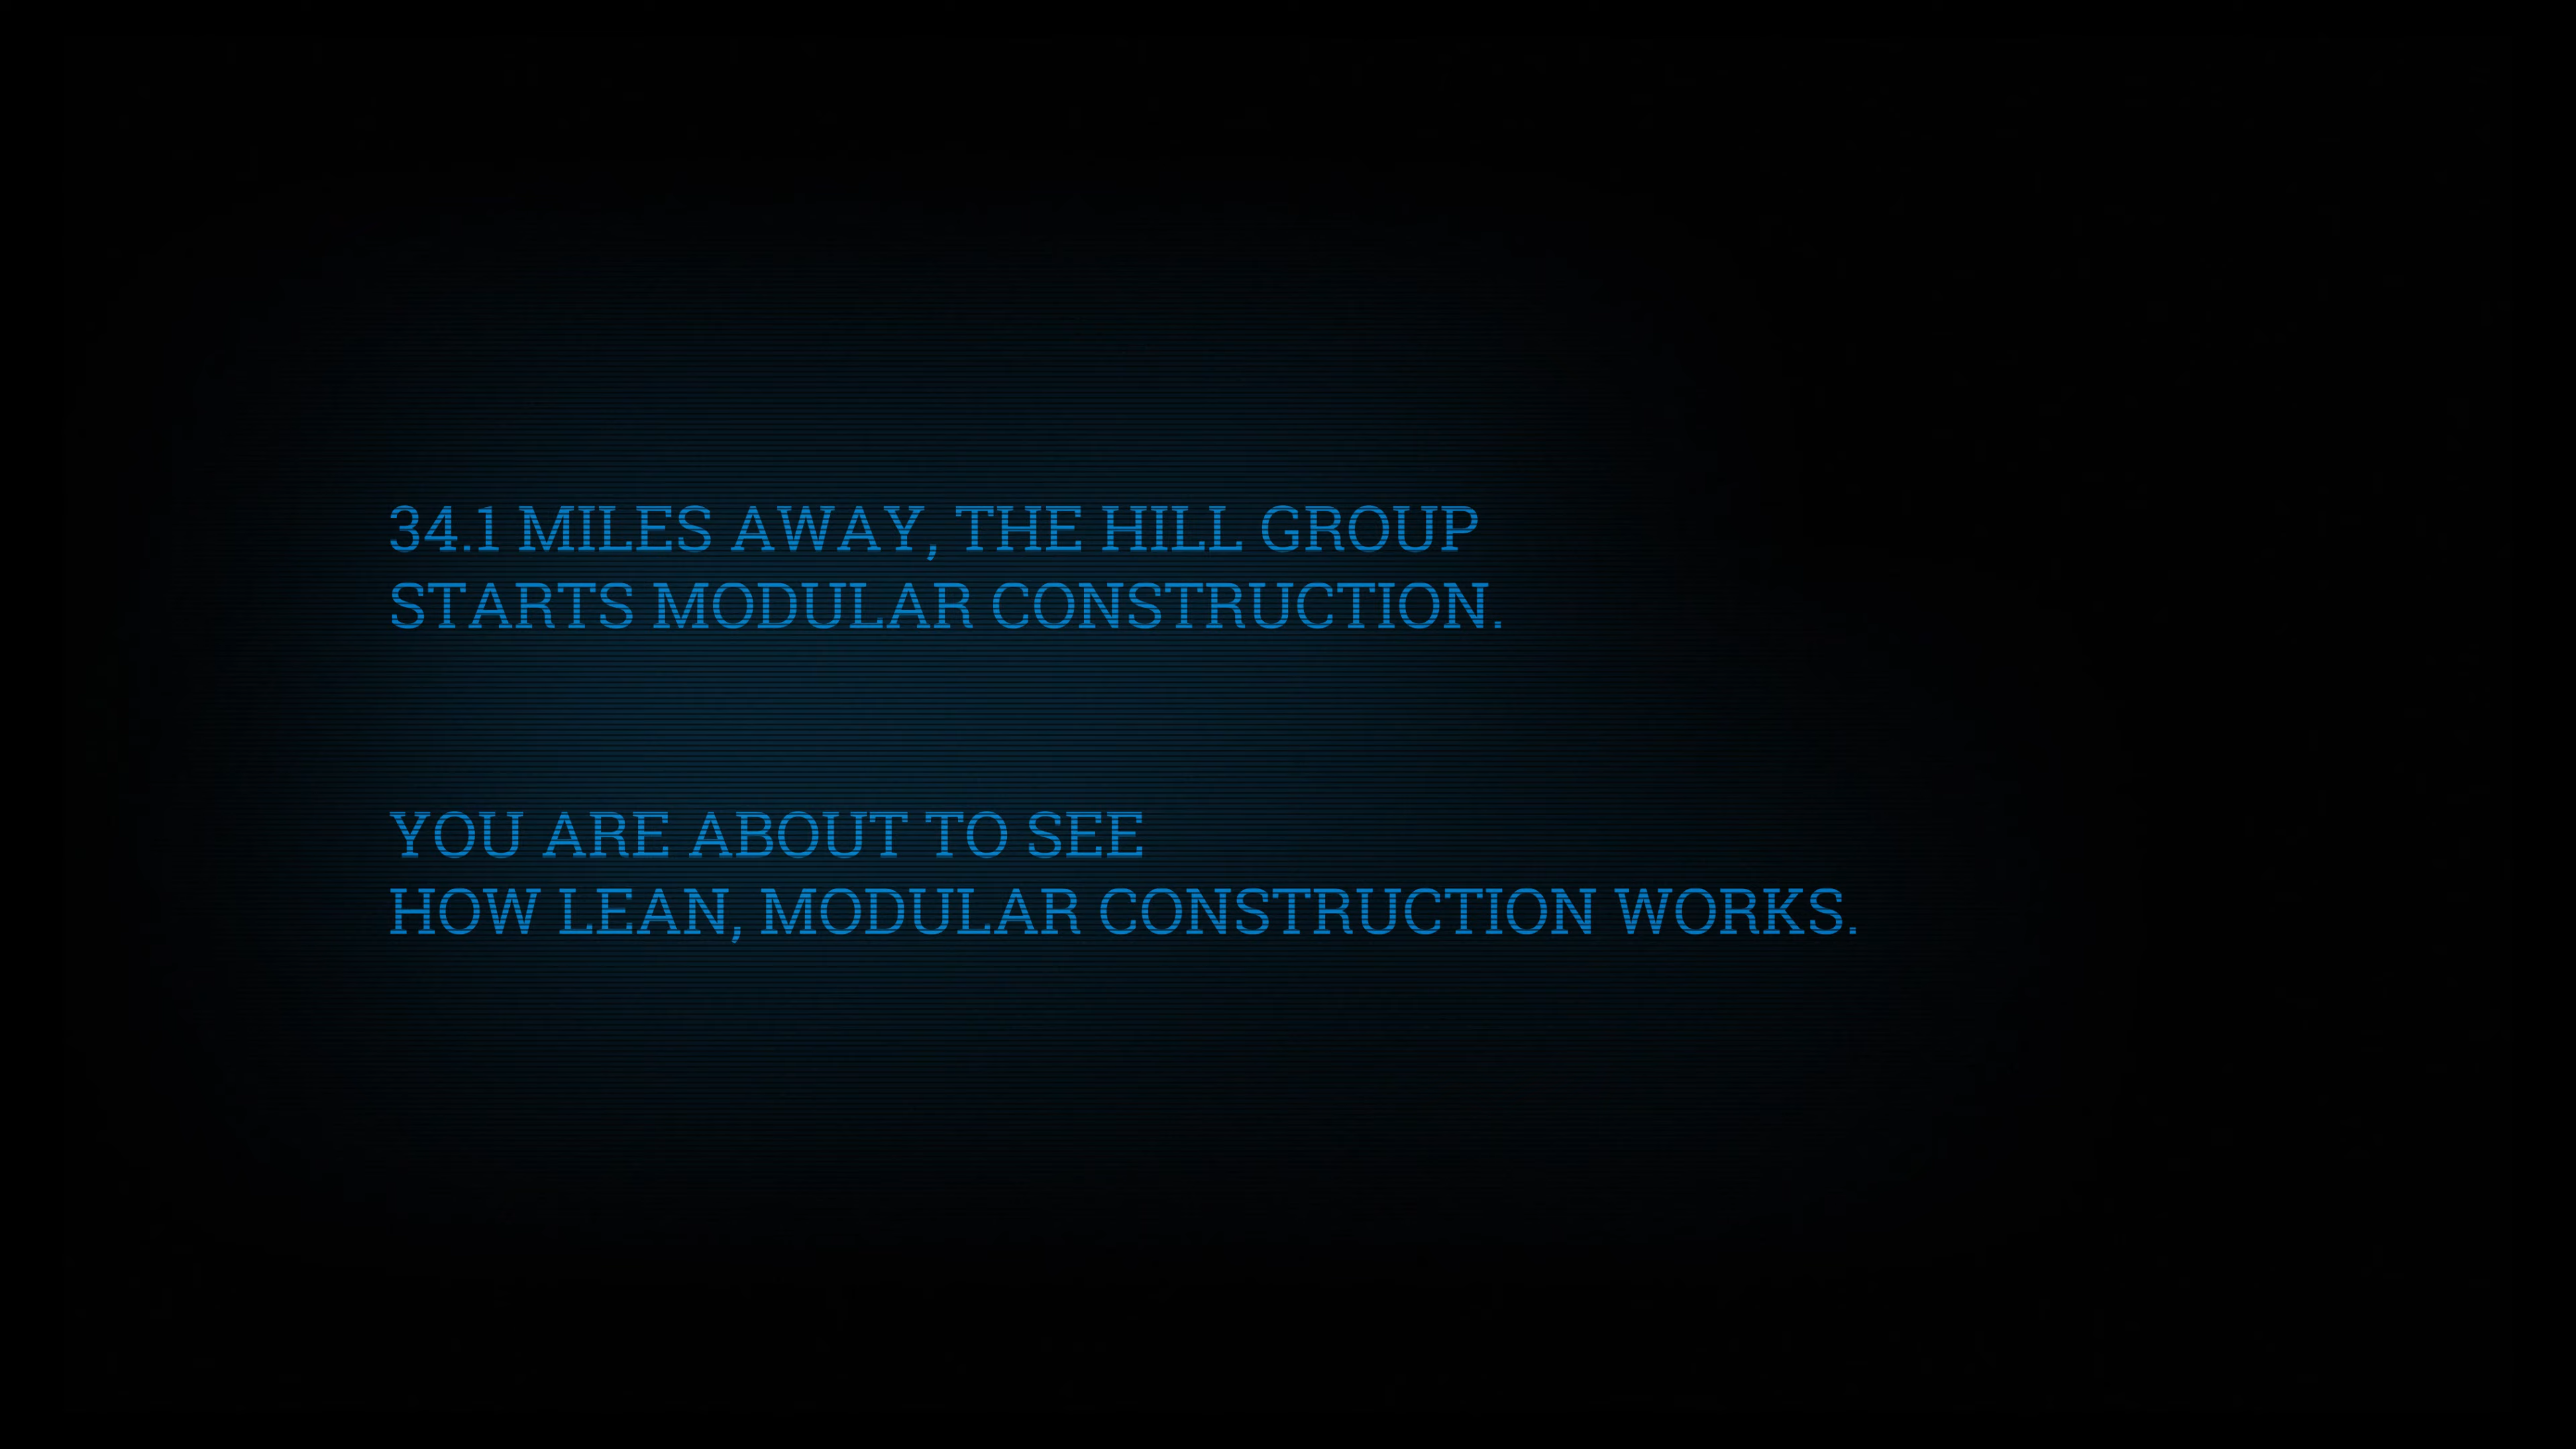 34.1 MILES AWAY, THE HILL GROUP
STARTS MODULAR CONSTRUCTION.
YOU ARE ABOUT TO SEE
HOW LEAN, MODULAR CONSTRUCTION WORKS.